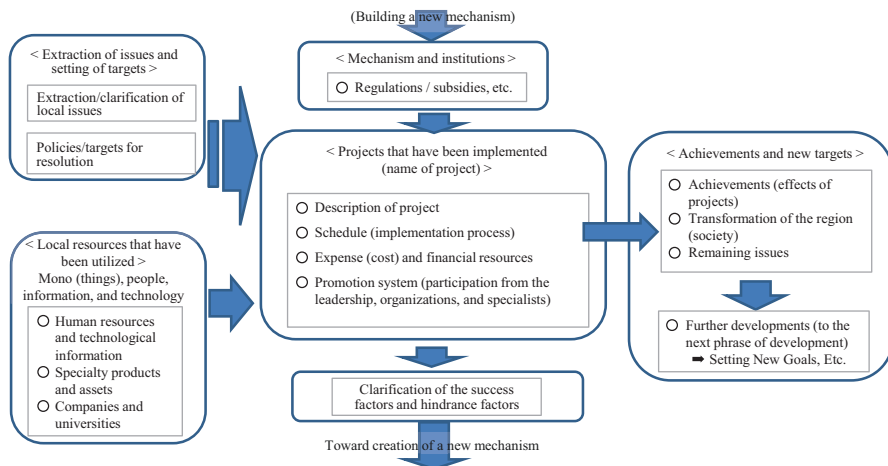 (Building a new mechanism)
< Mechanism and institutions >
○ Regulations / subsidies, etc.
< Extraction of issues and
setting of targets >
Extraction/clarification of
local issues
Policies/targets for
resolution
< Local resources that have
been utilized >
Mono (things), people,
information, and technology
○ Human resources
and technological
information
○ Specialty products
and assets
○ Companies and
universities
< Projects that have been implemented
(name of project) >
○ Description of project
○ Schedule (implementation process)
○ Expense (cost) and financial resources
○ Promotion system (participation from the
leadership, organizations, and specialists)
< Achievements and new targets >
○ Achievements (effects of
projects)
○ Transformation of the region
(society)
○ Remaining issues
○ Further developments (to the
next phrase of development)
➡ Setting New Goals, Etc.
Clarification of the success
factors and hindrance factors
Toward creation of a new mechanism